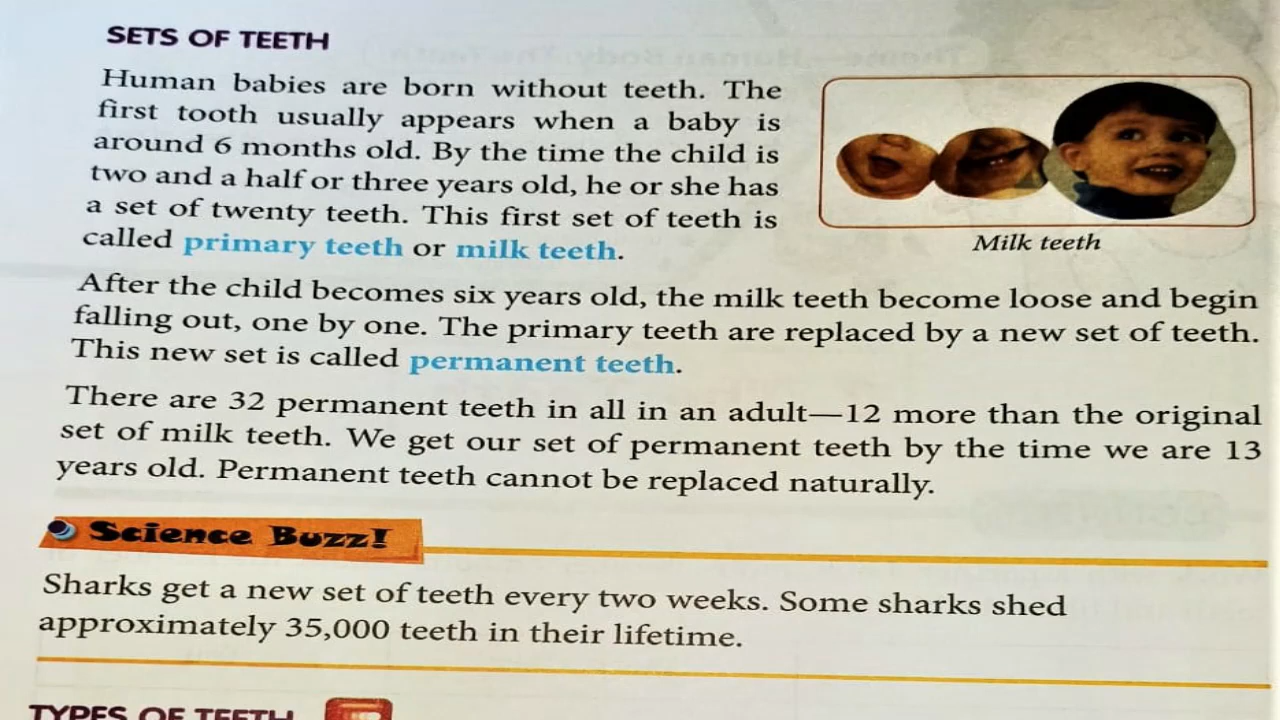 SETS OF TEETH
Human babies are born without teeth. The
first tooth usually appears when a baby is
around 6 months old. By the time the child is
two and a half or three years old, he or she has
a set of twenty teeth. This first set of teeth is
called primary teeth or milk teeth.
Milk teeth
After the child becomes six years old, the milk teeth become loose and begin
falling out, one by one. The primary teeth are replaced by a new set of teeth.
This new set is called permanent teeth.
There are 32 permanent teeth in all in an adult—12 more than the original
set of milk teeth. We get our set of permanent teeth by the time we are 13
years old. Permanent teeth cannot be replaced naturally.
Science Buzz!
Sharks get a new set of teeth every two weeks. Some sharks shed
approximately 35,000 teeth in their lifetime.
TYPES OF TEETH